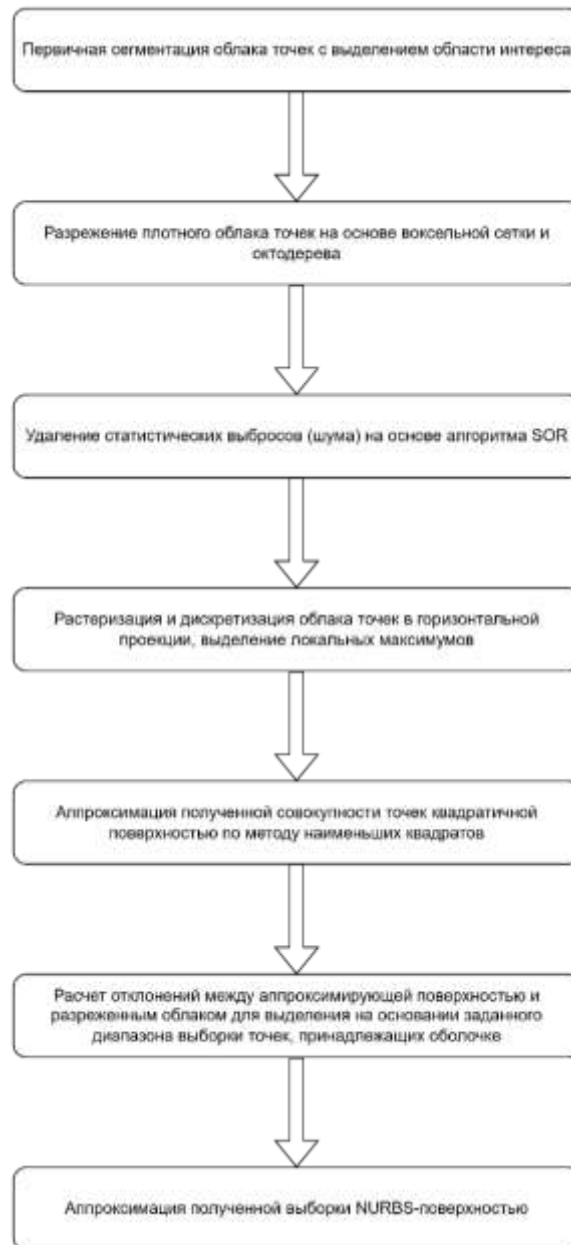 Первичная сегментация облака точек с выделением области интереса
Разрежение плотного облака точек на основе воксельной сетки и
октодерева
Удаление статистических выбросов (шума) на основе алгоритма SOR
Растеризация и дискретизация облака точек в горизонтальной
проекции, выделение локальных максимумов
Аппроксимация полученной совокупности точек квадратичной
поверхностью по методу наименьших квадратов
Расчет отклонений между аппроксимирующей поверхностью и
разреженным облаком для выделения на основании заданного
диапазона выборки точек, принадлежащих оболочке
Аппроксимация полученной выборки NURBS-поверхностью